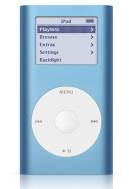 iPod
Playlists
Browse
Extras
Settings
Backlight
MENU